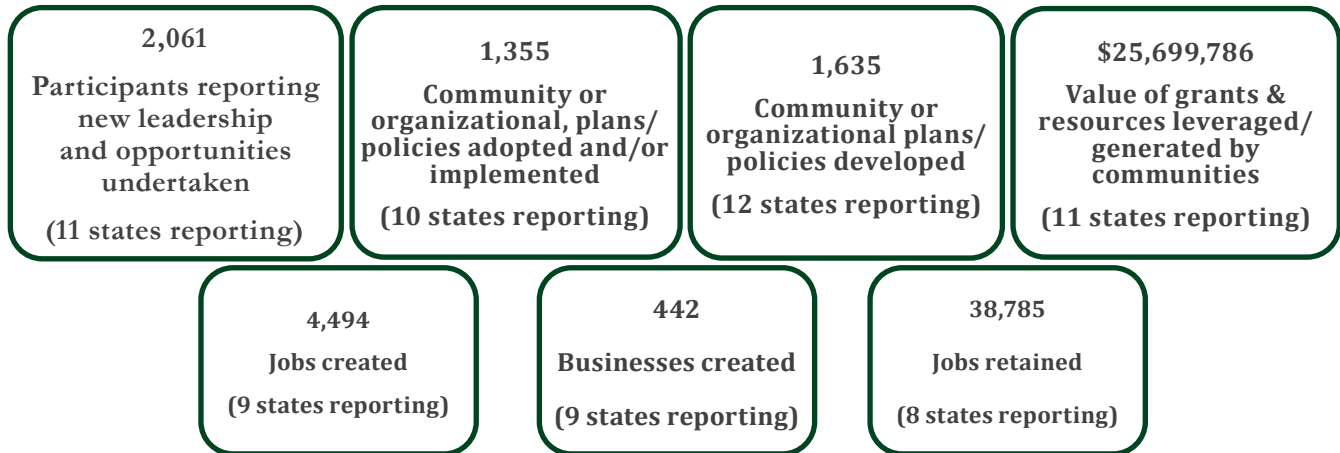 2,061
Participants reporting
new leadership
and opportunities
undertaken
(11 states reporting)
1,355
Community or
organizational, plans/
policies adopted and/or
implemented
(10 states reporting)
1,635
Community or
organizational plans/
policies developed
(12 states reporting)
$25,699,786
Value of grants &
resources leveraged/
generated by
communities
(11 states reporting)
4,494
Jobs created
(9 states reporting)
442
Businesses created
(9 states reporting)
38,785
Jobs retained
(8 states reporting)